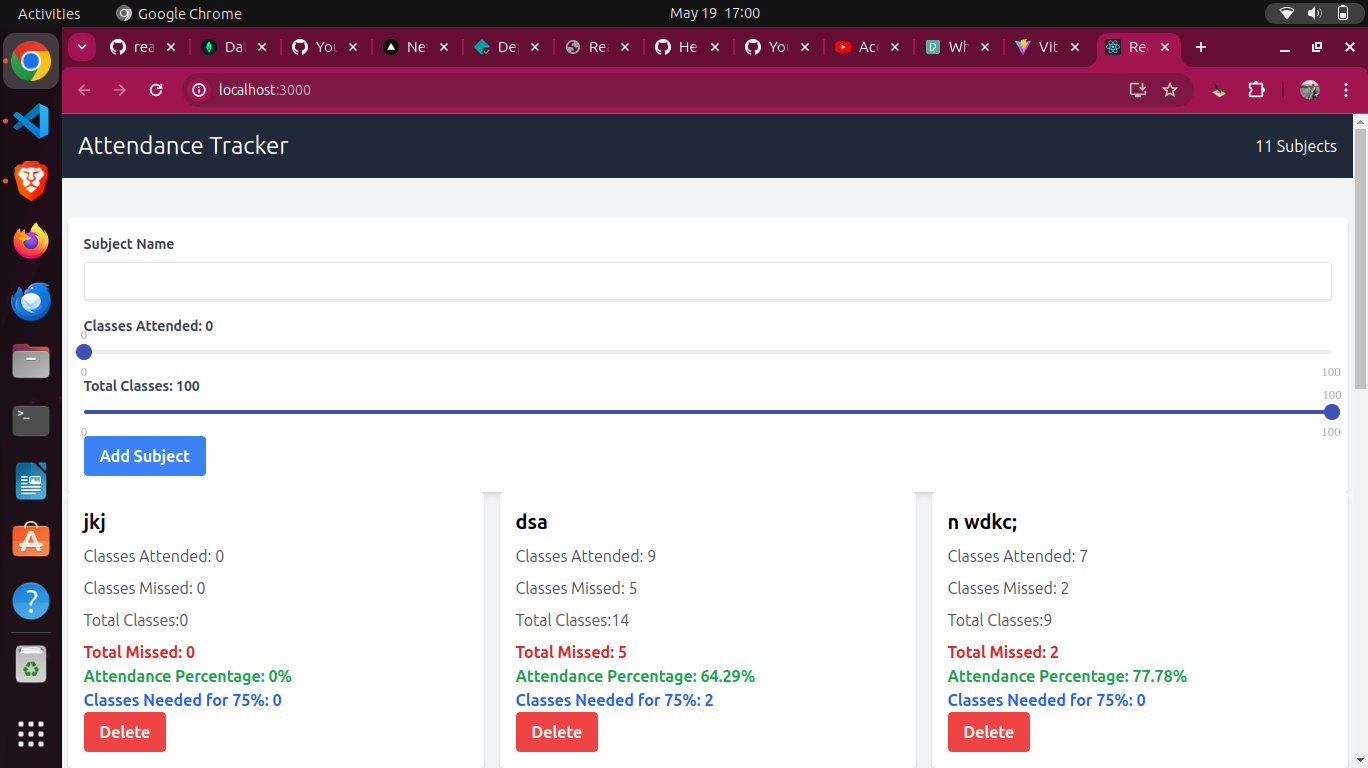 Activities Google Chrome May 19 17:00
rea Dal You Ne De Rea He You Acc Wh Vit Rea
localhost:3000
Attendance Tracker 11 Subjects
Subject Name
Classes Attended: 0
0
0 100
Total Classes: 100
100
0 100
Add Subject
jkj
Classes Attended: 0
Classes Missed: 0
Total Classes:0
Total Missed: 0
Attendance Percentage: 0%
Classes Needed for 75%: 0
Delete
dsa
Classes Attended: 9
Classes Missed: 5
Total Classes:14
Total Missed: 5
Attendance Percentage: 64.29%
Classes Needed for 75%: 2
Delete
n wdkc;
Classes Attended: 7
Classes Missed: 2
Total Classes:9
Total Missed: 2
Attendance Percentage: 77.78%
Classes Needed for 75%: 0
Delete